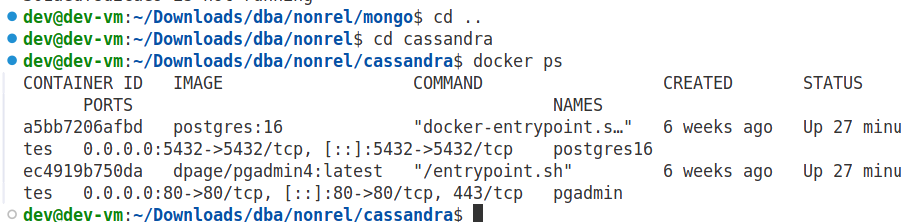 dev@dev-vm:~/Downloads/dba/nonrel/mongo$ cd ..
dev@dev-vm:~/Downloads/dba/nonrel$ cd cassandra
dev@dev-vm:~/Downloads/dba/nonrel/cassandra$ docker ps
CONTAINER ID   IMAGE                   COMMAND                  CREATED       STATUS
      PORTS                                          NAMES
a5bb7206afbd   postgres:16             "docker-entrypoint.s…"   6 weeks ago   Up 27 minu
tes   0.0.0.0:5432->5432/tcp, [::]:5432->5432/tcp    postgres16
ec4919b750da   dpage/pgadmin4:latest   "/entrypoint.sh"         6 weeks ago   Up 27 minu
tes   0.0.0.0:80->80/tcp, [::]:80->80/tcp, 443/tcp   pgadmin
dev@dev-vm:~/Downloads/dba/nonrel/cassandra$